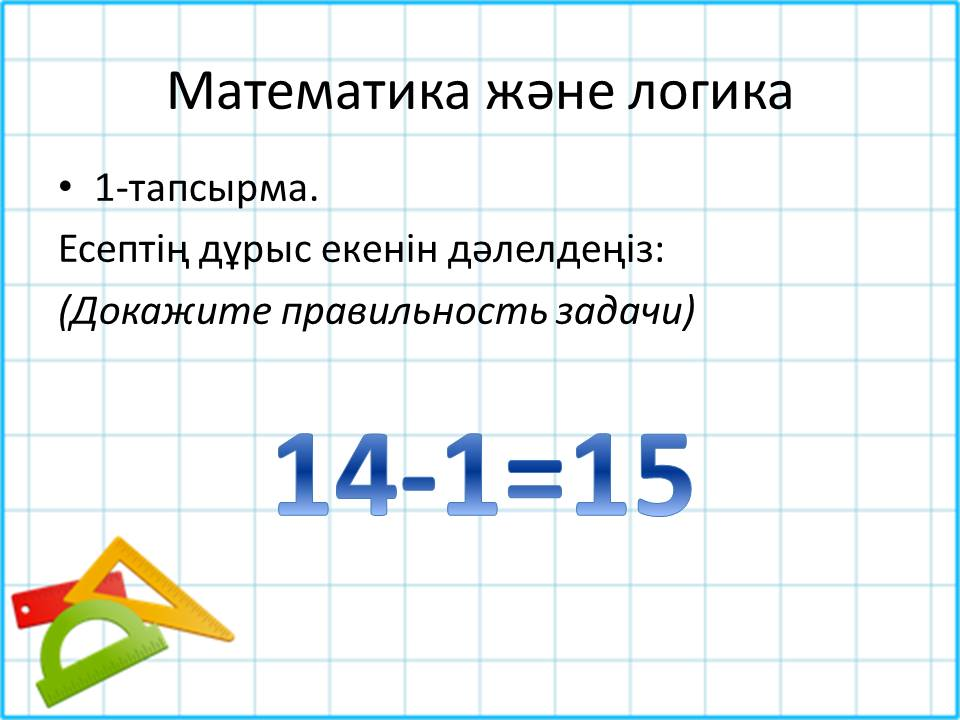 Математика және логика
• 1-тапсырма.
Есептің дұрыс екенін дәлелдеңіз:
(Докажите правильность задачи)
14-1=15